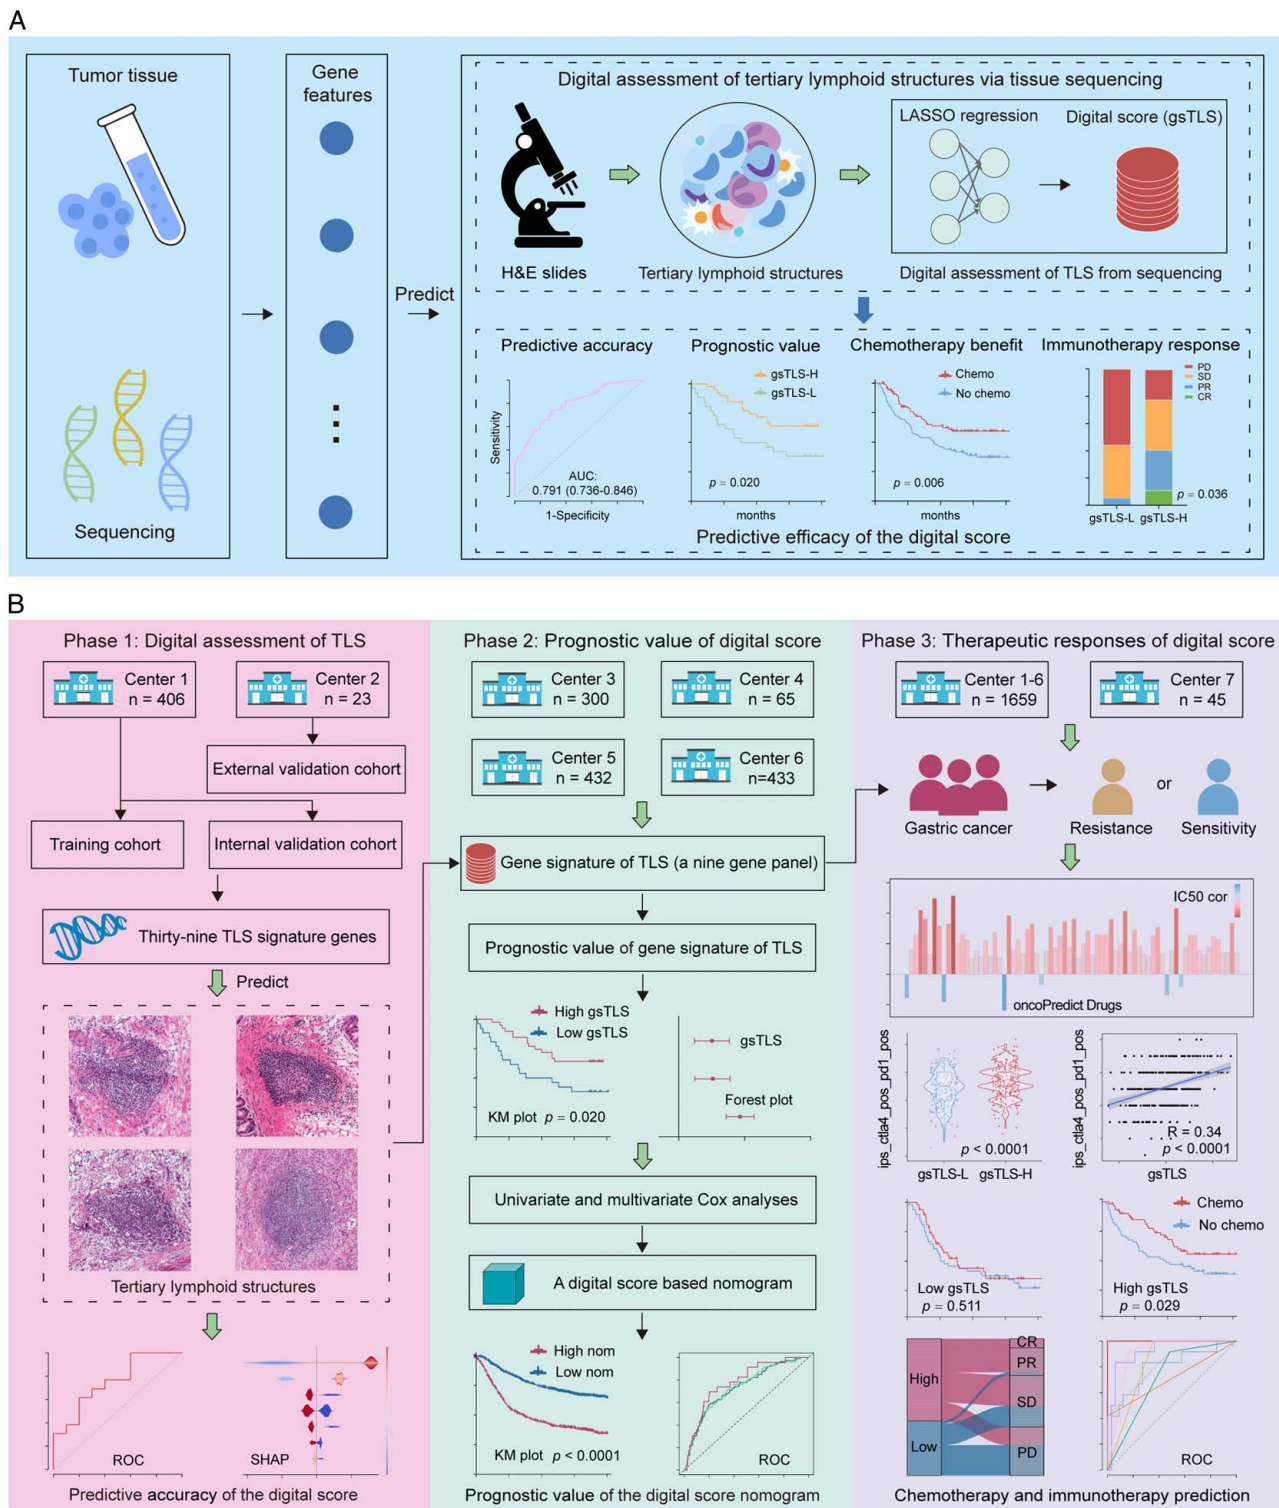 A
Tumor tissue
Sequencing
Gene
features
Predict
Digital assessment of tertiary lymphoid structures via tissue sequencing
H&E slides
Tertiary lymphoid structures
LASSO regression
Digital score (gsTLS)
Digital assessment of TLS from sequencing
Predictive accuracy
Sensitivity
AUC:
0.791 (0.736-0.846)
1-Specificity
Prognostic value
gsTLS-H
gsTLS-L
p = 0.020
months
Chemotherapy benefit
Chemo
No chemo
p = 0.006
months
Immunotherapy response
PD
SD
PR
CR
p = 0.036
gsTLS-L gsTLS-H
Predictive efficacy of the digital score
B
Phase 1: Digital assessment of TLS
Center 1
n = 406
Center 2
n = 23
External validation cohort
Training cohort
Internal validation cohort
Thirty-nine TLS signature genes
Predict
Tertiary lymphoid structures
ROC
SHAP
Predictive accuracy of the digital score
Phase 2: Prognostic value of digital score
Center 3
n = 300
Center 4
n = 65
Center 5
n = 432
Center 6
n=433
Gene signature of TLS (a nine gene panel)
Prognostic value of gene signature of TLS
High gsTLS
Low gsTLS
KM plot p = 0.020
gsTLS
Forest plot
Univariate and multivariate Cox analyses
A digital score based nomogram
High nom
Low nom
KM plot p < 0.0001
ROC
Prognostic value of the digital score nomogram
Phase 3: Therapeutic responses of digital score
Center 1-6
n = 1659
Center 7
n = 45
Gastric cancer
Resistance
or
Sensitivity
IC50 cor
oncoPredict Drugs
ips_ctla4_pos_pd1_pos
p < 0.0001
gsTLS-L gsTLS-H
ips_ctla4_pos_pd1_pos
R = 0.34
p < 0.0001
gsTLS
Low gsTLS
p = 0.511
Chemo
No chemo
High gsTLS
p = 0.029
High
Low
CR
PR
SD
PD
ROC
Chemotherapy and immunotherapy prediction